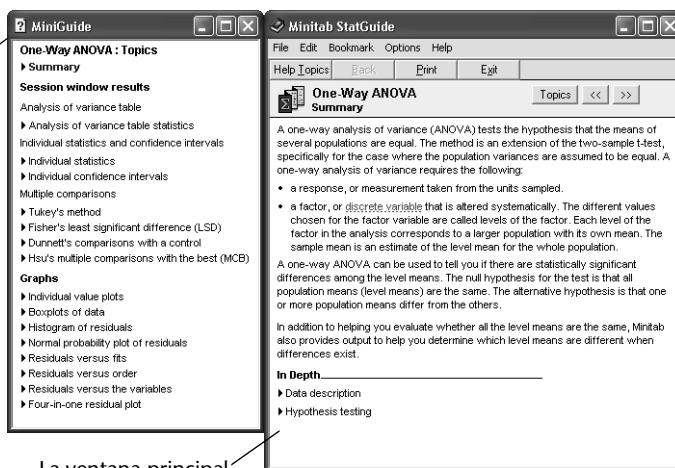 MiniGuide
One-Way ANOVA : Topics
Summary
Session window results
Analysis of variance table
Analysis of variance table statistics
Individual statistics and confidence intervals
Individual statistics
Individual confidence intervals
Multiple comparisons
Tukey's method
Fisher's least significant difference (LSD)
Dunnett's comparisons with a control
Hsu's multiple comparisons with the best (MCB)
Graphs
Individual value plots
Boxplots of data
Histogram of residuals
Normal probability plot of residuals
Residuals versus fits
Residuals versus order
Residuals versus the variables
Four-in-one residual plot
Minitab StatGuide
File Edit Bookmark Options Help
Help Topics Back Print Exit
One-Way ANOVA
Summary
Topics << >>
A one-way analysis of variance (ANOVA) tests the hypothesis that the means of
several populations are equal. The method is an extension of the two-sample t-test,
specifically for the case where the population variances are assumed to be equal. A
one-way analysis of variance requires the following:
• a response, or measurement taken from the units sampled.
• a factor, or discrete variable that is altered systematically. The different values
chosen for the factor variable are called levels of the factor. Each level of the
factor in the analysis corresponds to a larger population with its own mean. The
sample mean is an estimate of the level mean for the whole population.
A one-way ANOVA can be used to tell you if there are statistically significant
differences among the level means. The null hypothesis for the test is that all
population means (level means) are the same. The alternative hypothesis is that one
or more population means differ from the others.
In addition to helping you evaluate whether all the level means are the same, Minitab
also provides output to help you determine which level means are different when
differences exist.
In Depth
Data description
Hypothesis testing
La ventana principal